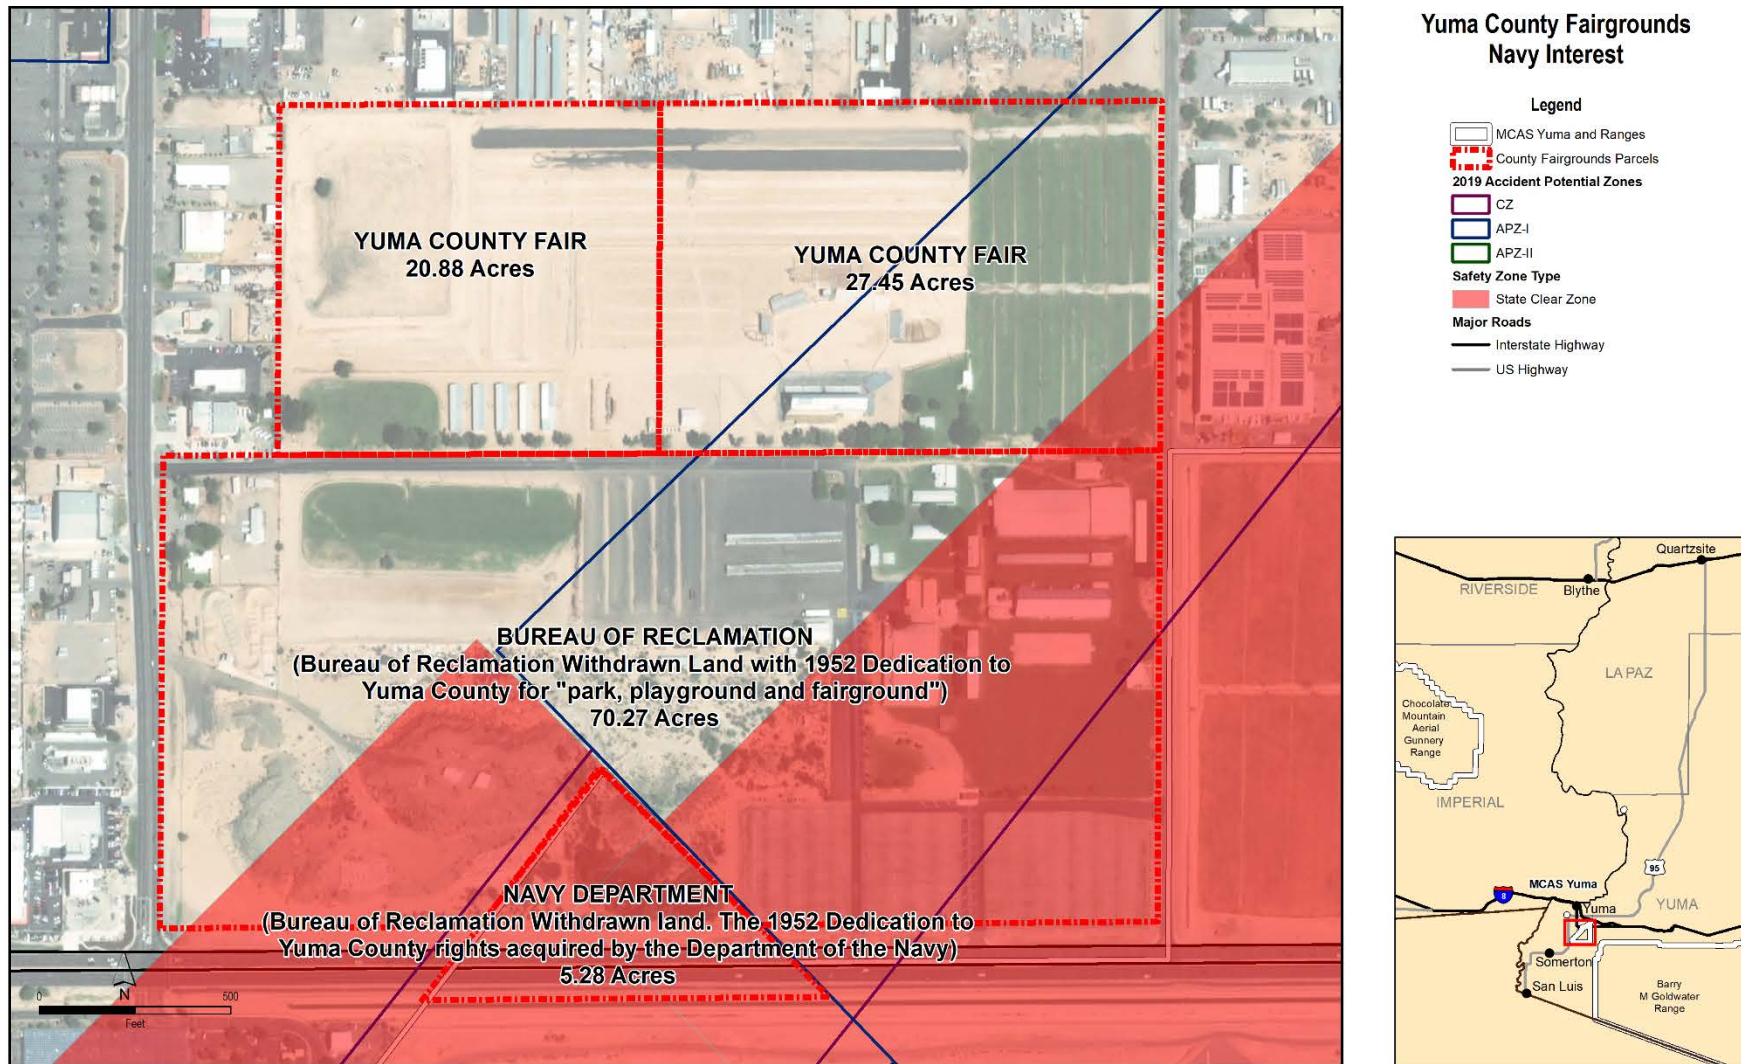 Yuma County Fairgrounds
Navy Interest
Legend
MCAS Yuma and Ranges
County Fairgrounds Parcels
2019 Accident Potential Zones
CZ
APZ-I
APZ-II
Safety Zone Type
State Clear Zone
Major Roads
Interstate Highway
US Highway
YUMA COUNTY FAIR
20.88 Acres
YUMA COUNTY FAIR
27.45 Acres
BUREAU OF RECLAMATION
(Bureau of Reclamation Withdrawn Land with 1952 Dedication to
Yuma County for "park, playground and fairground")
70.27 Acres
NAVY DEPARTMENT
(Bureau of Reclamation Withdrawn land. The 1952 Dedication to
Yuma County rights acquired by the Department of the Navy)
5.28 Acres
N
0 500
Feet
Quartzsite
Blythe
RIVERSIDE
LA PAZ
Chocolate
Mountain
Aerial
Gunnery
Range
IMPERIAL
95
MCAS Yuma
8
Yuma
YUMA
Somerton
San Luis
Barry
M Goldwater
Range